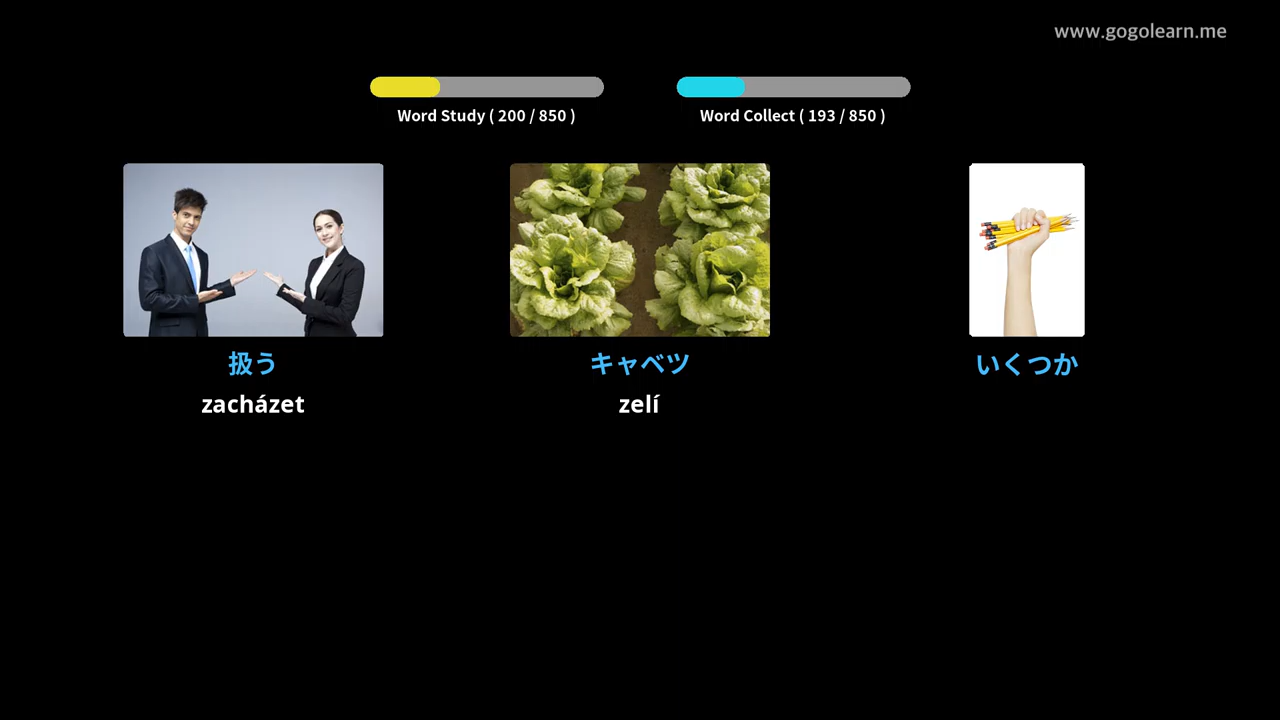 www.gogolearn.me
Word Study ( 200 / 850 )
Word Collect ( 193 / 850 )
扱う
キャベツ
いくつか
zacházet
zelí